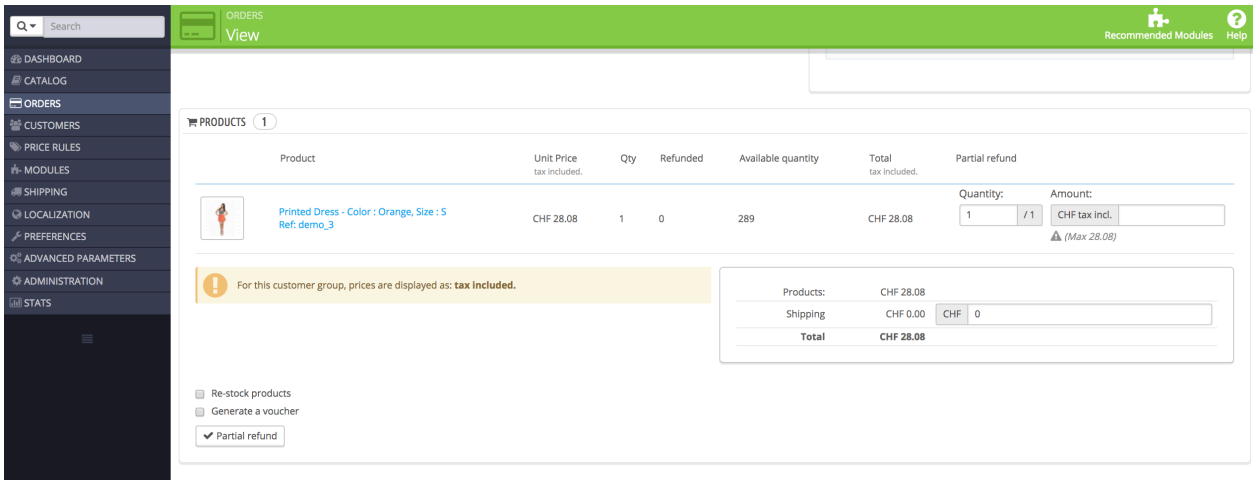 Search
ORDERS
View
Recommended Modules
Help
DASHBOARD
CATALOG
ORDERS
CUSTOMERS
PRICE RULES
MODULES
SHIPPING
LOCALIZATION
PREFERENCES
ADVANCED PARAMETERS
ADMINISTRATION
STATS
PRODUCTS 1
Product Unit Price Qty Refunded Available quantity Total Partial refund
tax included. tax included.
Quantity: Amount:
Printed Dress - Color : Orange, Size : S CHF 28.08 1 0 289 CHF 28.08 1 / 1 CHF tax incl.
Ref: demo_3
(Max 28.08)
For this customer group, prices are displayed as: tax included.
Products: CHF 28.08
Shipping CHF 0.00 CHF 0
Total CHF 28.08
Re-stock products
Generate a voucher
Partial refund